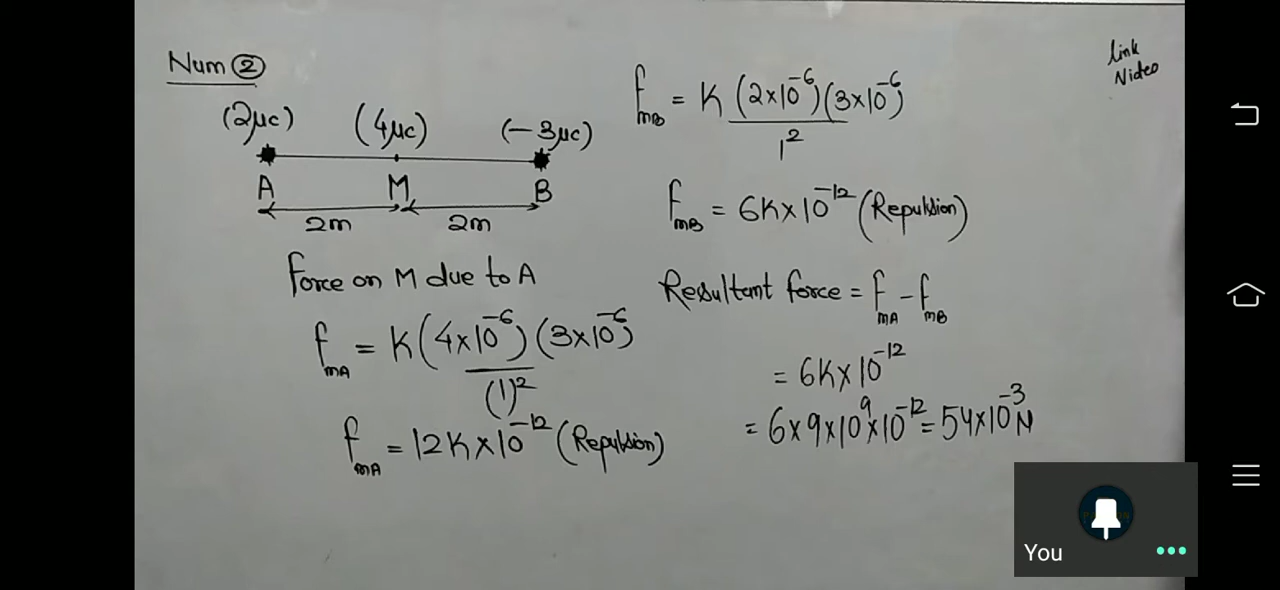 Num ②
(2μc) (4μc) (-3μc)
A M B
2m 2m
Force on M due to A
f_mA = K(4×10⁻⁶)(3×10⁻⁶)
(1)²
f_mA = 12K×10⁻¹² (Repulsion)
f_mB = K(2×10⁻⁶)(3×10⁻⁶)
1²
f_mB = 6K×10⁻¹² (Repulsion)
Resultant force = f_mA - f_mB
= 6K×10⁻¹²
= 6×9×10⁹×10⁻¹² = 54×10⁻³N
link
Video
You